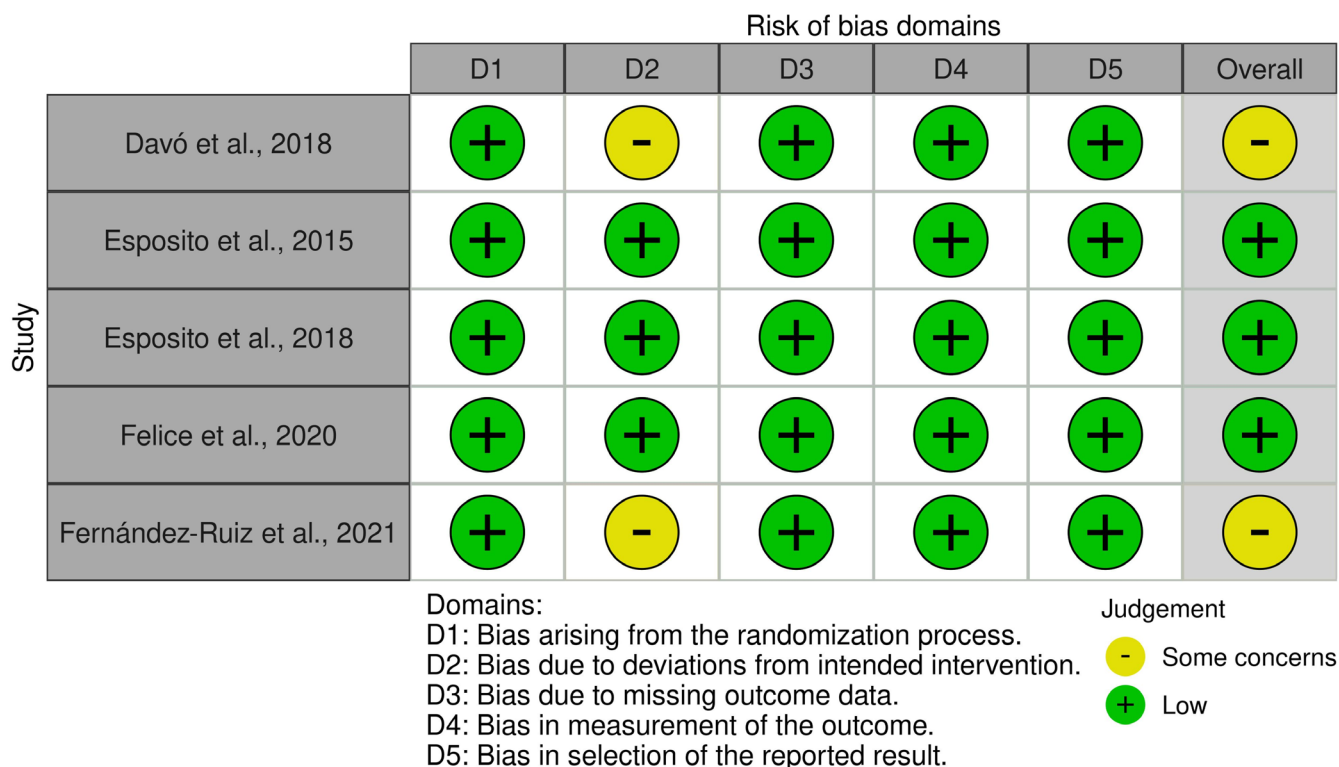 Risk of bias domains
D1 D2 D3 D4 D5 Overall
Study
Davó et al., 2018 + - + + + -
Esposito et al., 2015 + + + + + +
Esposito et al., 2018 + + + + + +
Felice et al., 2020 + + + + + +
Fernández-Ruiz et al., 2021 + - + + + -
Domains:
D1: Bias arising from the randomization process.
D2: Bias due to deviations from intended intervention.
D3: Bias due to missing outcome data.
D4: Bias in measurement of the outcome.
D5: Bias in selection of the reported result.
Judgement
- Some concerns
+ Low